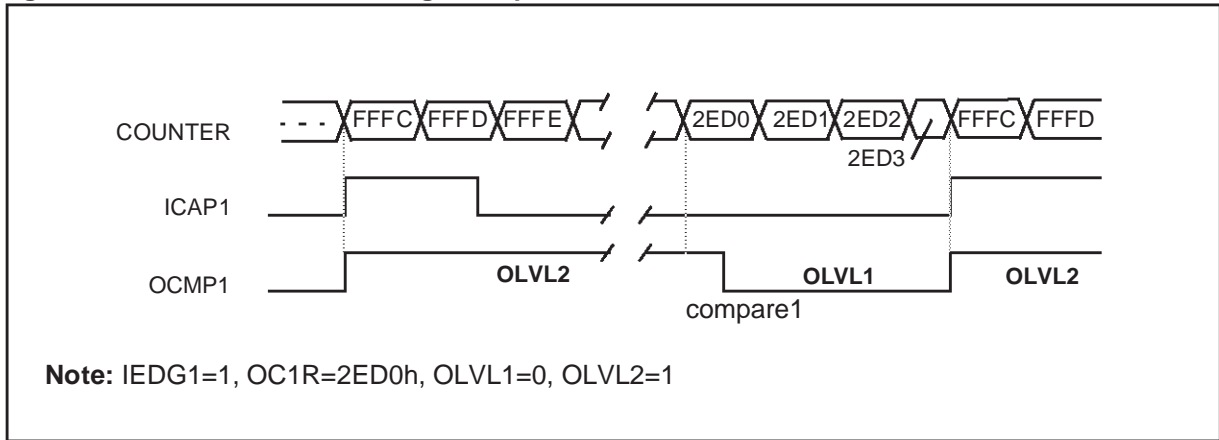 COUNTER
- - -
FFFC
FFFD
FFFE
2ED0
2ED1
2ED2
2ED3
FFFC
FFFD
ICAP1
OCMP1
OLVL2
OLVL1
OLVL2
compare1
Note: IEDG1=1, OC1R=2ED0h, OLVL1=0, OLVL2=1